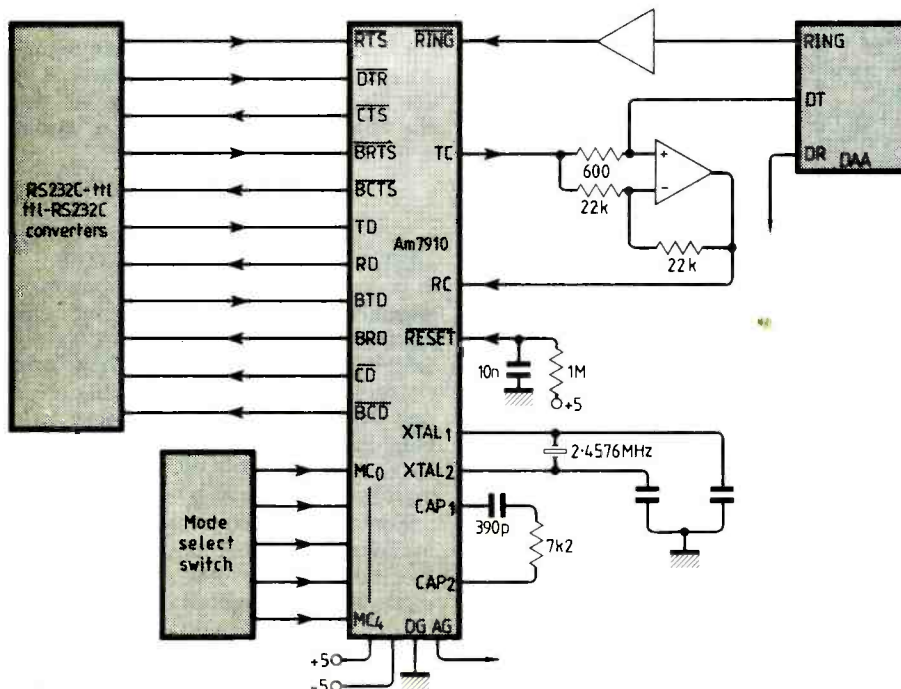 RS232C-ttl
ttl-RS232C
converters
RTS
DTR
CTS
BRTS
BCTS
TD
RD
BTD
BRD
CD
BCD
Mode
select
switch
MC0
MC4
Am7910
RING
TC
RC
RESET
XTAL1
XTAL2
CAP1
CAP2
DG AG
+5
-5
600
+
22k
-
22k
RING
DT
DR DAA
10n
1M
+5
2·4576MHz
390p
7k2